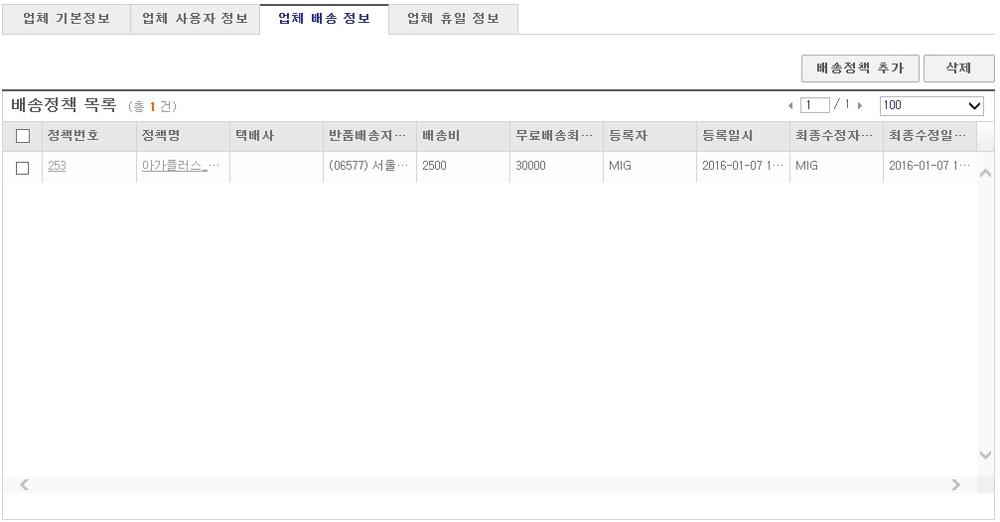 업체 기본정보 업체 사용자 정보 업체 배송 정보 업체 휴일 정보
배송정책 추가 삭제
배송정책 목록 (총 1 건) 1 / 1 100
정책번호 정책명 택배사 반품배송지… 배송비 무료배송최… 등록자 등록일시 최종수정자… 최종수정일…
253 아가플러스_… (06577) 서울… 2500 30000 MIG 2016-01-07 1… MIG 2016-01-07 1…